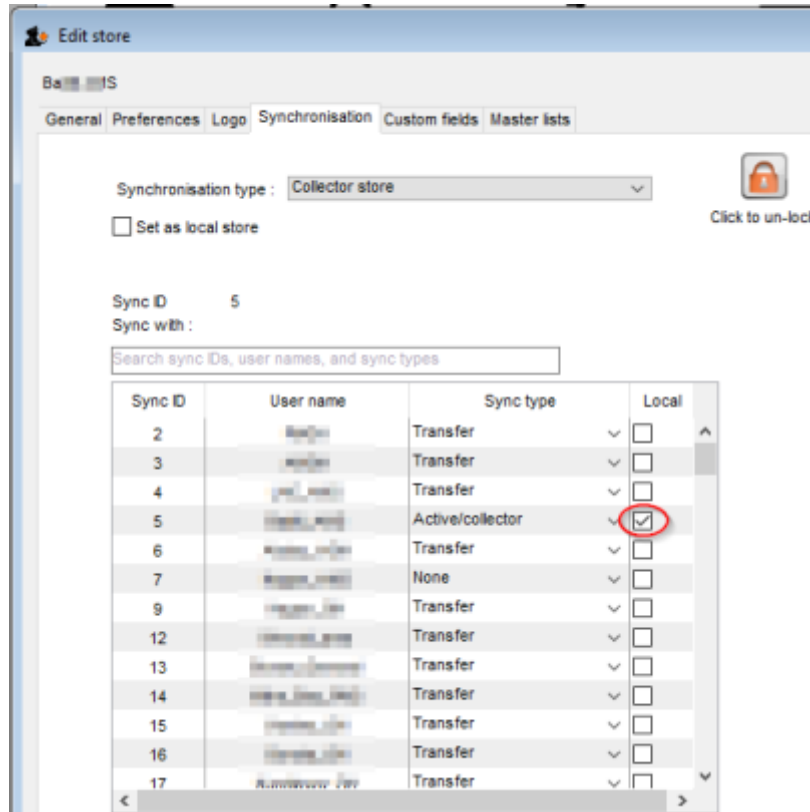 Edit store
General Preferences Logo Synchronisation Custom fields Master lists
Synchronisation type : Collector store
Click to un-lock
Set as local store
Sync ID 5
Sync with :
Search sync IDs, user names, and sync types
Sync ID User name Sync type Local
2 Transfer
3 Transfer
4 Transfer
5 Active/collector
6 Transfer
7 None
9 Transfer
12 Transfer
13 Transfer
14 Transfer
15 Transfer
16 Transfer
17 Transfer